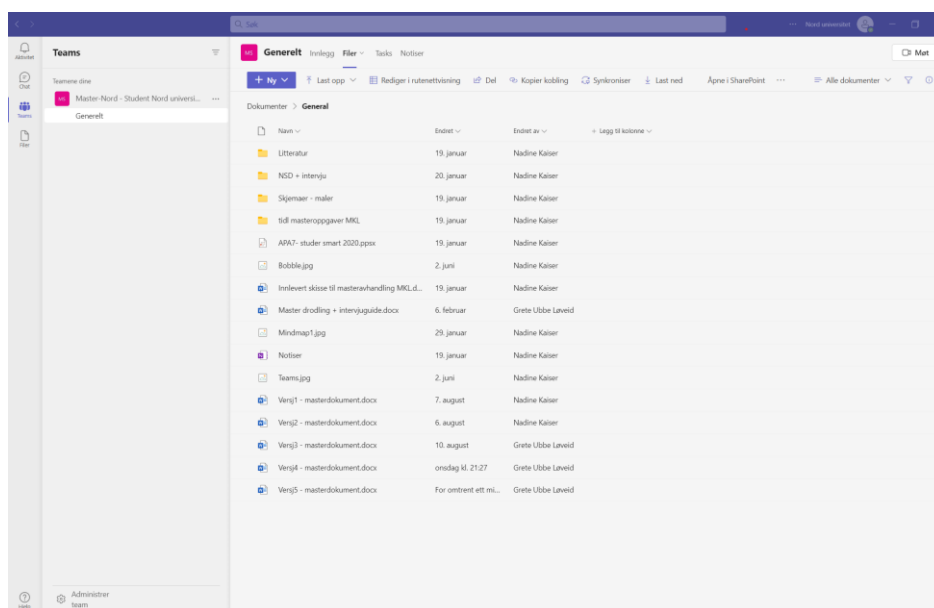 Søk
Nord universitet
Aktivitet
Chat
Teams
Filer
Teams
Teamene dine
MS Master-Nord - Student Nord universi...
Generelt
Administrer
team
MS Generelt Innlegg Filer Tasks Notiser
Møt
+ Ny Last opp Rediger i rutenettvisning Del Kopier kobling Synkroniser Last ned Åpne i SharePoint Alle dokumenter
Dokumenter > General
Navn Endret Endret av + Legg til kolonne
Litteratur 19. januar Nadine Kaiser
NSD + intervju 20. januar Nadine Kaiser
Skjemaer - maler 19. januar Nadine Kaiser
tidl masteroppgaver MKL 19. januar Nadine Kaiser
APA7- studer smart 2020.ppsx 19. januar Nadine Kaiser
Bobble.jpg 2. juni Nadine Kaiser
Innlevert skisse til masteravhandling MKL.d... 19. januar Nadine Kaiser
Master drodling + intervjuguide.docx 6. februar Grete Ubbe Løveid
Mindmap1.jpg 29. januar Nadine Kaiser
Notiser 19. januar Nadine Kaiser
Teams.jpg 2. juni Nadine Kaiser
Versj1 - masterdokument.docx 7. august Nadine Kaiser
Versj2 - masterdokument.docx 6. august Nadine Kaiser
Versj3 - masterdokument.docx 10. august Grete Ubbe Løveid
Versj4 - masterdokument.docx onsdag kl. 21:27 Grete Ubbe Løveid
Versj5 - masterdokument.docx For omtrent ett mi... Grete Ubbe Løveid